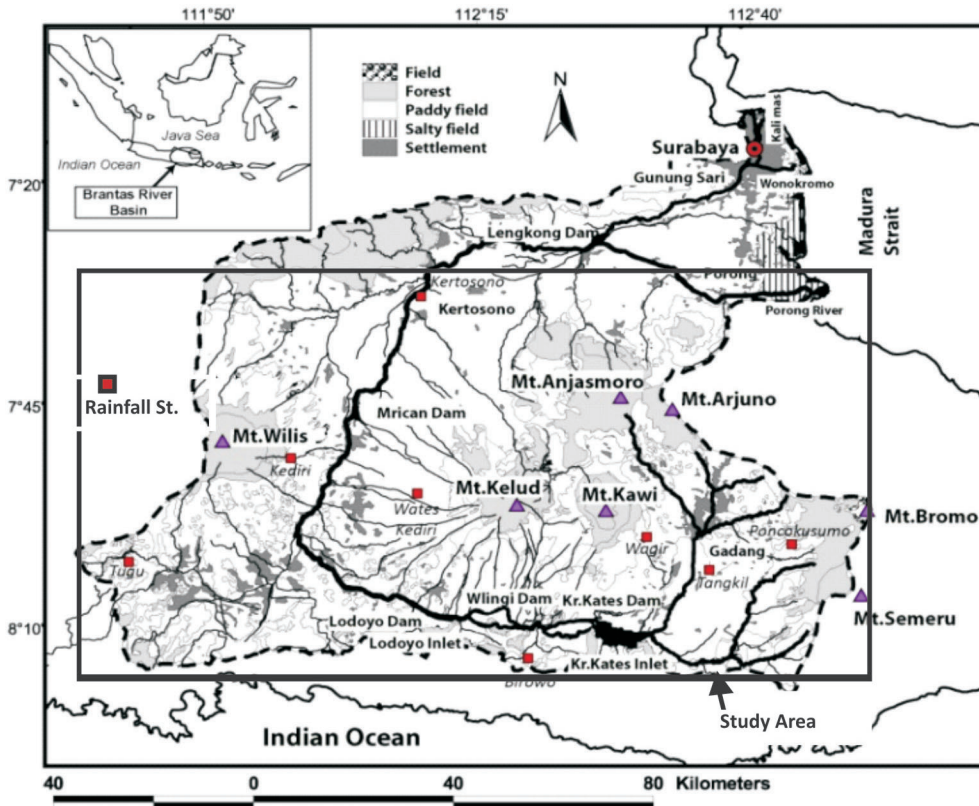 111°50'
112°15'
112°40'
Java Sea
Indian Ocean
Brantas River
Basin
Field
Forest
Paddy field
Salty field
Settlement
N
Kali mas
Surabaya
Gunung Sari
Wonokromo
7°20'
Madura
Strait
Lengkong Dam
Porong
Kertosono
Kertosono
Porong River
Rainfall St.
7°45'
Mt.Anjasmoro
Mt.Arjuno
Mrican Dam
Mt.Wilis
Kediri
Mt.Kelud
Mt.Kawi
Wates
Kediri
Mt.Bromo
Poncokusumo
Wagir
Gadang
Tangkil
Tugu
Wlingi Dam
Kr.Kates Dam
Mt.Semeru
8°10'
Lodoyo Dam
Lodoyo Inlet
Kr.Kates Inlet
Birowo
Study Area
Indian Ocean
40
0
40
80
Kilometers